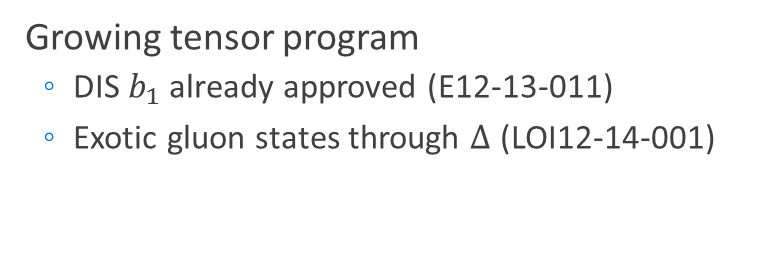 Growing tensor program
◦ DIS b₁ already approved (E12-13-011)
◦ Exotic gluon states through Δ (LOI12-14-001)